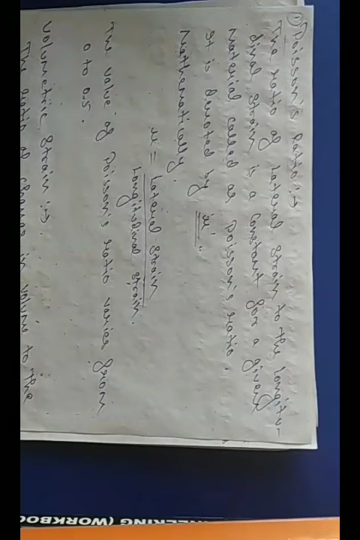 ① Poisson's Ratio :→
The ratio of lateral strain to the longitu-
dinal strain is a constant for a given
material called as Poisson's ratio,
It is denoted by "μ".
Mathematically,
μ = Lateral strain
Longitudinal strain.
The value of Poisson's ratio varies from
0 to 0.5.
Volumetric strain :→
The ratio of change in volume to the
NEERING (WORKBOO